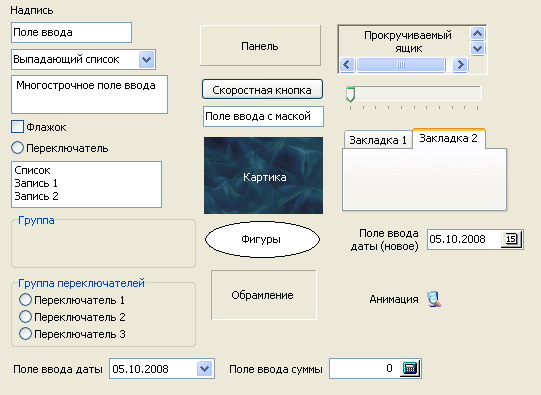 Надпись
Поле ввода
Выпадающий список
Многострочное поле ввода
Флажок
Переключатель
Список
Запись 1
Запись 2
Группа
Группа переключателей
Переключатель 1
Переключатель 2
Переключатель 3
Поле ввода даты
05.10.2008
Панель
Скоростная кнопка
Поле ввода с маской
Картика
Фигуры
Обрамление
Поле ввода суммы
0
Прокручиваемый
ящик
Закладка 1
Закладка 2
Поле ввода
даты (новое)
05.10.2008
15
Анимация